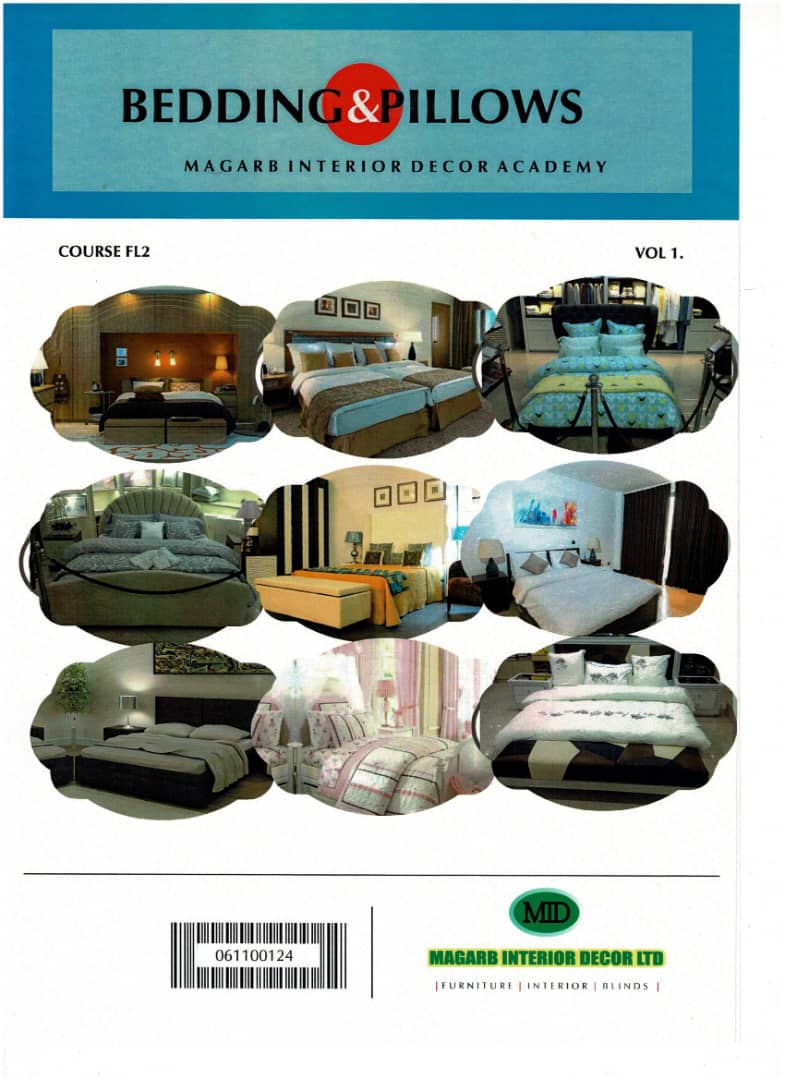 BEDDING&PILLOWS
MAGARB INTERIOR DECOR ACADEMY
COURSE FL2
VOL 1.
061100124
MID
MAGARB INTERIOR DECOR LTD
|FURNITURE | INTERIOR | BLINDS |